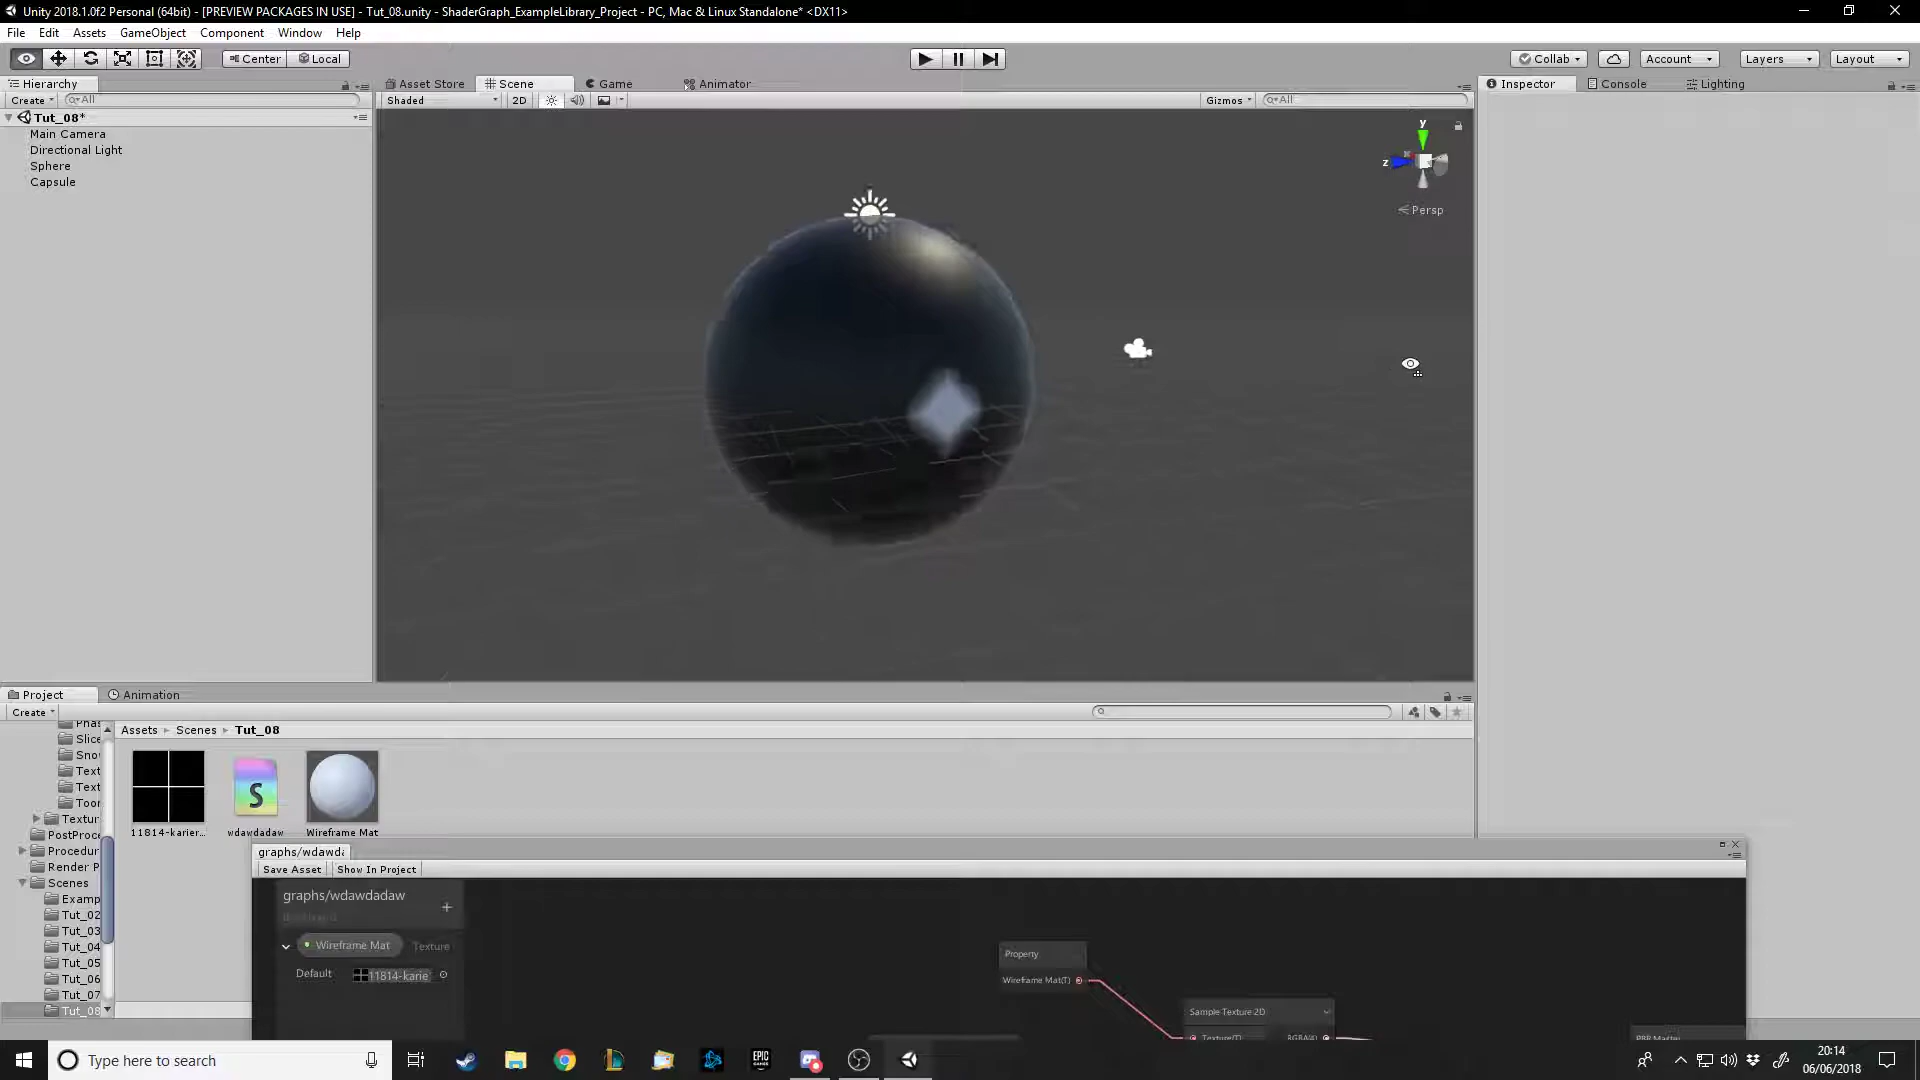 Unity 2018.1.0f2 Personal (64bit) - [PREVIEW PACKAGES IN USE] - Tut_08.unity - ShaderGraph_ExampleLibrary_Project - PC, Mac & Linux Standalone* <DX11>
File Edit Assets GameObject Component Window Help
Center Local Collab Account Layers Layout
Hierarchy Asset Store Scene Game Animator Inspector Console Lighting
Create All Shaded 2D Gizmos All
Tut_08*
Main Camera
Directional Light
Sphere
Capsule
y
z
Persp
Project Animation
Create
Phas
Slice
Sno
Text
Text
Toor
Textur
PostProce
Procedur
Render P
Scenes
Examp
Tut_02
Tut_03
Tut_04
Tut_05
Tut_06
Tut_07
Tut_08
Assets Scenes Tut_08
S
11814-karier... wdawdadaw Wireframe Mat
graphs/wdawda
Save Asset Show In Project
graphs/wdawdadaw
Wireframe Mat Texture
Default 11814-karie
Property
Wireframe Mat(T)
Sample Texture 2D
Texture(T) RGBA(4)
PBR Master
Type here to search
EPIC GAMES
20:14
06/06/2018